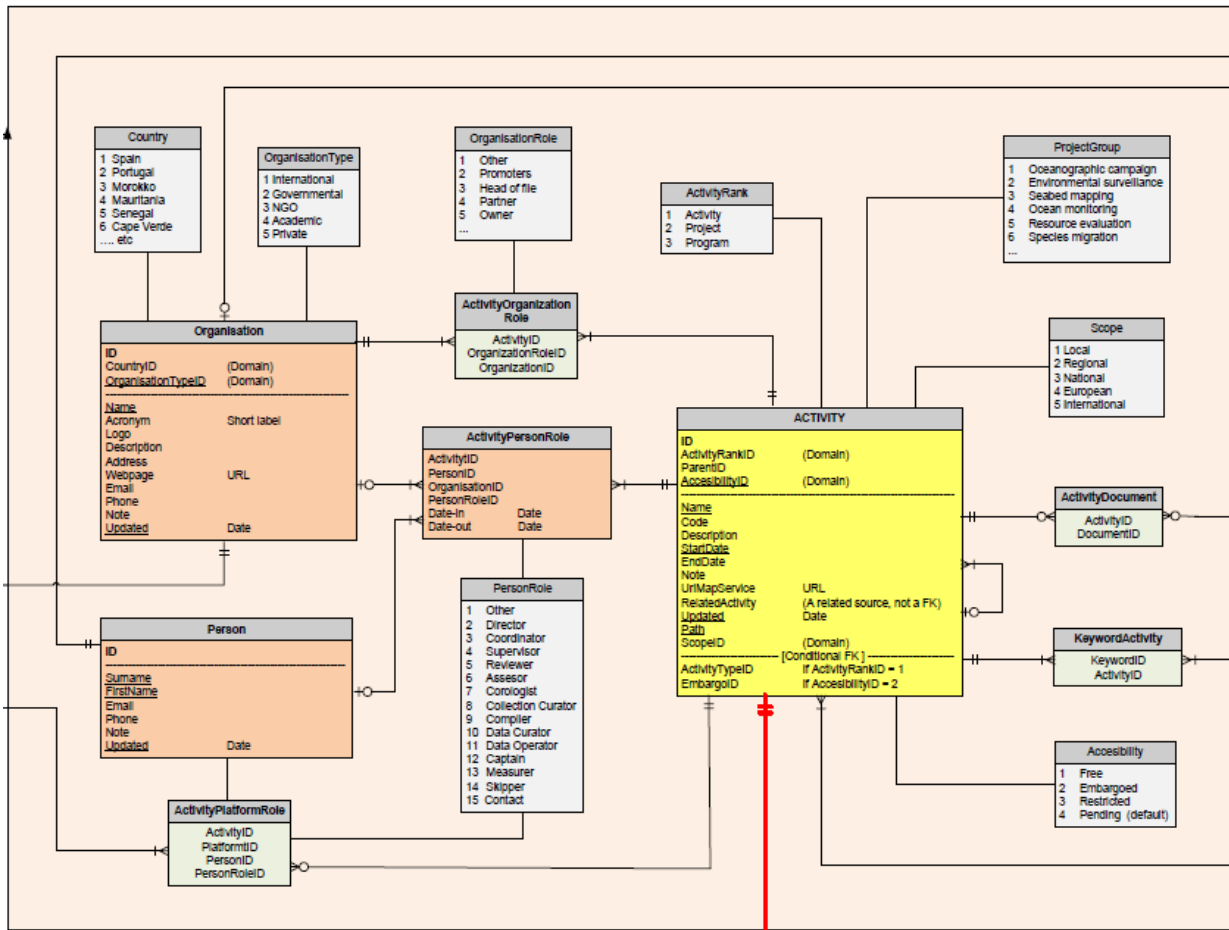 Country
1 Spain
2 Portugal
3 Morokko
4 Mauritania
5 Senegal
6 Cape Verde
.... etc
OrganisationType
1 International
2 Governmental
3 NGO
4 Academic
5 Private
OrganisationRole
1 Other
2 Promoters
3 Head of file
4 Partner
5 Owner
...
ActivityRank
1 Activity
2 Project
3 Program
ProjectGroup
1 Oceanographic campaign
2 Environmental surveillance
3 Seabed mapping
4 Ocean monitoring
5 Resource evaluation
6 Species migration
...
Organisation
ID
CountryID (Domain)
OrganisationTypeID (Domain)
Name
Acronym Short label
Logo
Description
Address
Webpage URL
Email
Phone
Note
Updated Date
ActivityOrganization
Role
ActivityID
OrganizationRoleID
OrganizationID
Scope
1 Local
2 Regional
3 National
4 European
5 International
ActivityPersonRole
ActivitytID
PersonID
OrganisationID
PersonRoleID
Date-in Date
Date-out Date
ACTIVITY
ID
ActivityRankID (Domain)
ParentID
AccesibilityID (Domain)
Name
Code
Description
StartDate
EndDate
Note
UrlMapService URL
RelatedActivity (A related source, not a FK)
Updated Date
Path
ScopeID (Domain)
[Conditional FK ]
ActivityTypeID If ActivityRankID = 1
EmbargoID If AccesibilityID = 2
ActivityDocument
ActivityID
DocumentID
PersonRole
1 Other
2 Director
3 Coordinator
4 Supervisor
5 Reviewer
6 Assesor
7 Corologist
8 Collection Curator
9 Compiler
10 Data Curator
11 Data Operator
12 Captain
13 Measurer
14 Skipper
15 Contact
Person
ID
Surname
FirstName
Email
Phone
Note
Updated Date
KeywordActivity
KeywordID
ActivityID
Accesibility
1 Free
2 Embargoed
3 Restricted
4 Pending (default)
ActivityPlatformRole
ActivityID
PlatformtID
PersonID
PersonRoleID